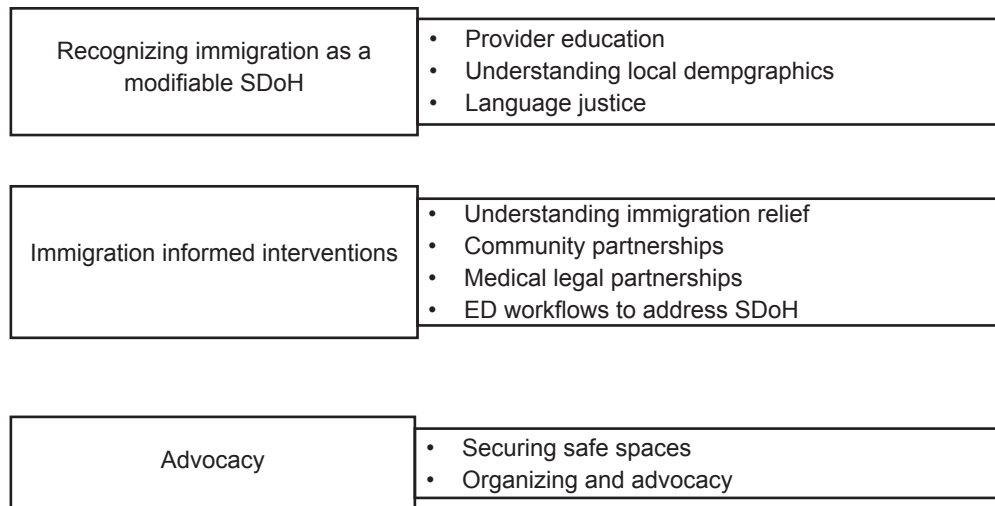 Recognizing immigration as a
modifiable SDoH
• Provider education
• Understanding local dempgraphics
• Language justice
Immigration informed interventions
• Understanding immigration relief
• Community partnerships
• Medical legal partnerships
• ED workflows to address SDoH
Advocacy
• Securing safe spaces
• Organizing and advocacy